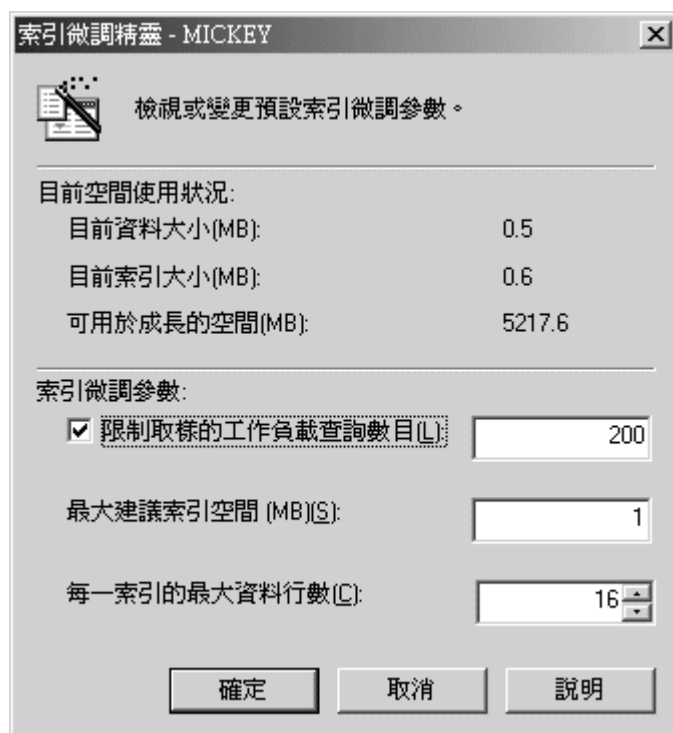 索引微調精靈 - MICKEY
檢視或變更預設索引微調參數。
目前空間使用狀況:
目前資料大小(MB): 0.5
目前索引大小(MB): 0.6
可用於成長的空間(MB): 5217.6
索引微調參數:
限制取樣的工作負載查詢數目(L): 200
最大建議索引空間 (MB)(S): 1
每一索引的最大資料行數(C): 16
確定 取消 說明